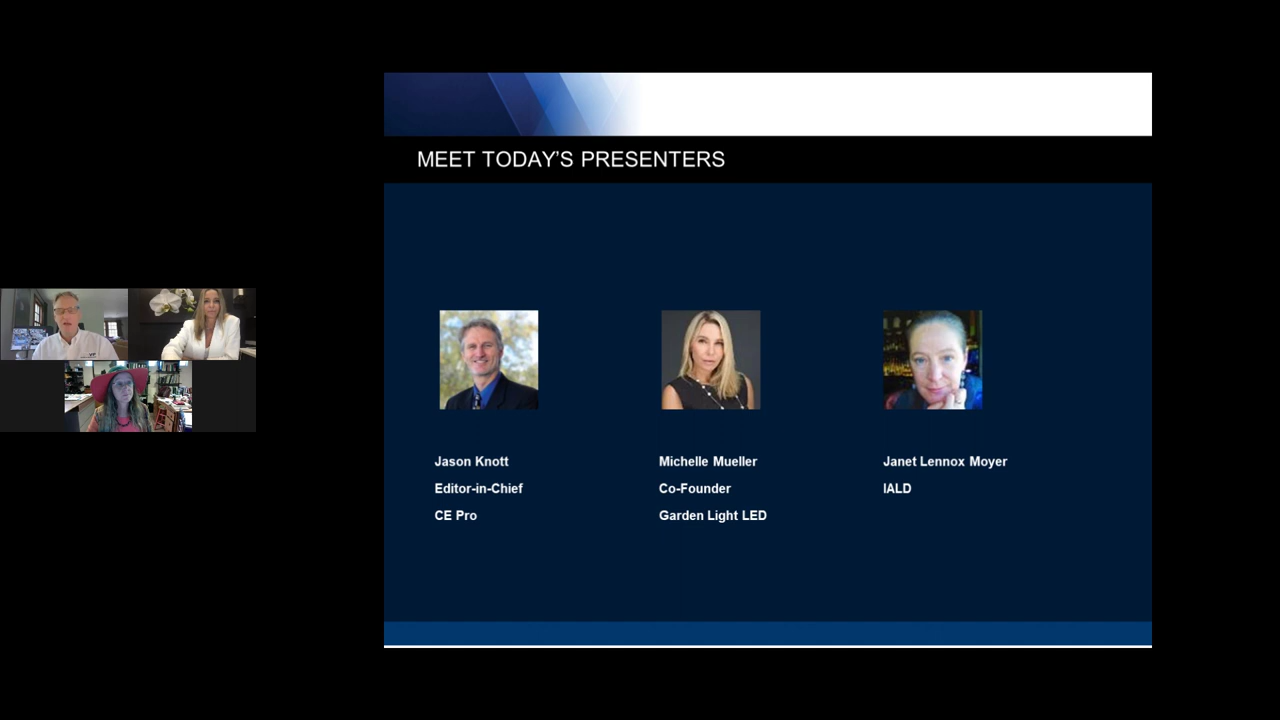 MEET TODAY'S PRESENTERS
Jason Knott
Editor-in-Chief
CE Pro
Michelle Mueller
Co-Founder
Garden Light LED
Janet Lennox Moyer
IALD